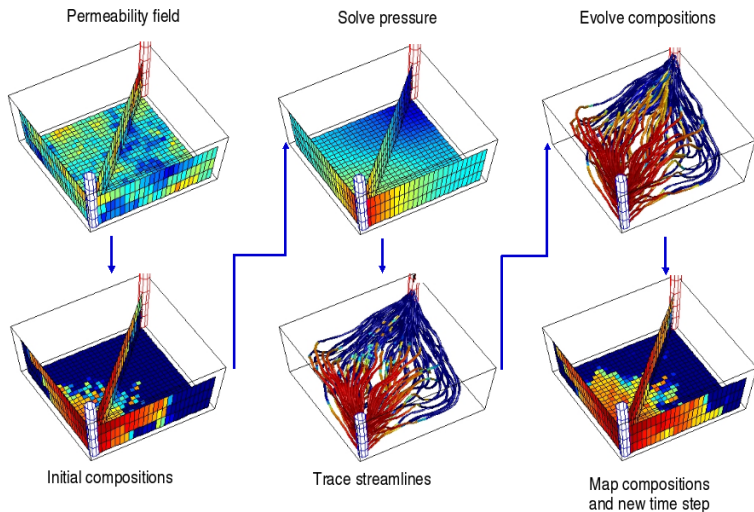 Permeability field
Solve pressure
Evolve compositions
Initial compositions
Trace streamlines
Map compositions
and new time step